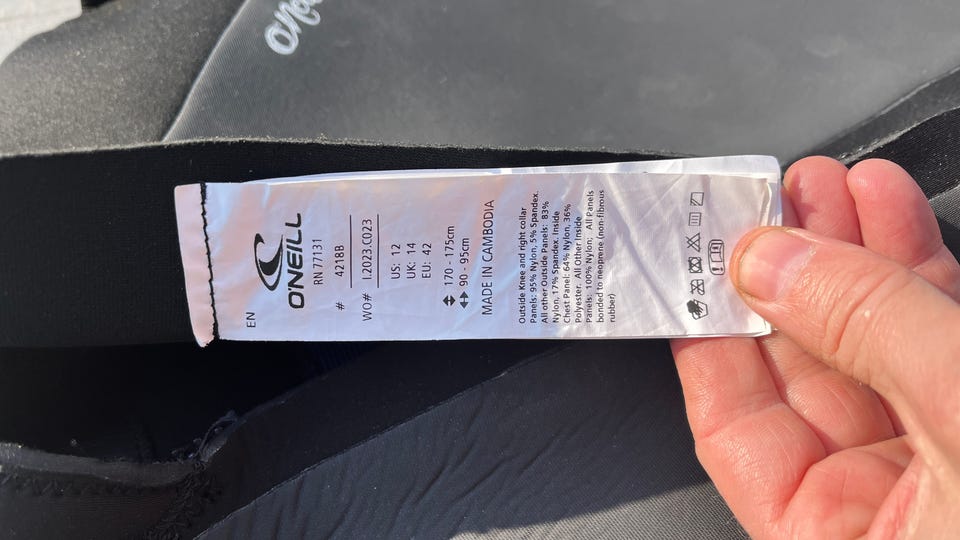 O'Ne
EN
O'NEILL
RN 77131
# 4218B
WO# I.2023.C023
US: 12
UK: 14
EU: 42
170 - 175cm
90 - 95cm
MADE IN CAMBODIA
Outside Knee and right collar
Panels: 95% Nylon, 5% Spandex.
All other Outside Panels: 83%
Nylon, 17% Spandex. Inside
Chest Panel: 64% Nylon, 36%
Polyester. All Other Inside
Panels: 100% Nylon; All Panels
bonded to neoprene (non-fibrous
rubber)